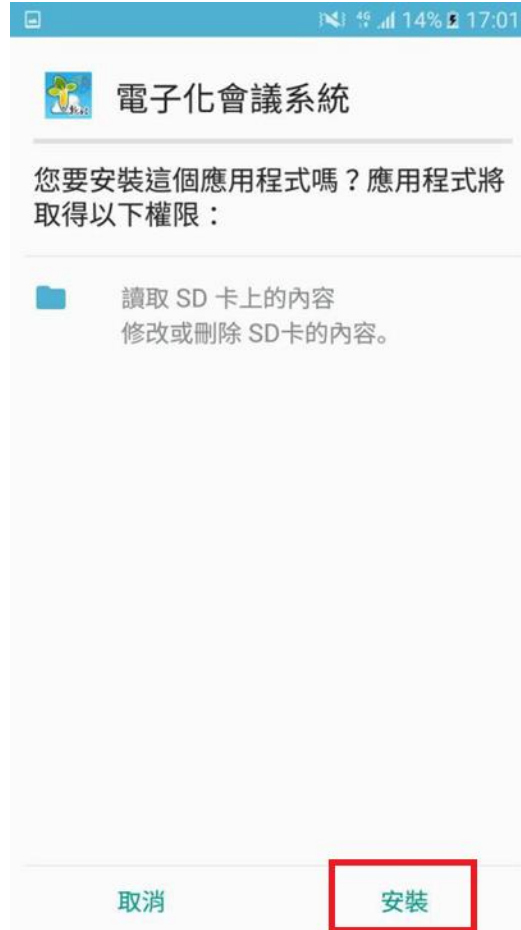 4G 14% 17:01
電子化會議系統
您要安裝這個應用程式嗎？應用程式將
取得以下權限：
讀取 SD 卡上的內容
修改或刪除 SD卡的內容。
取消 安裝